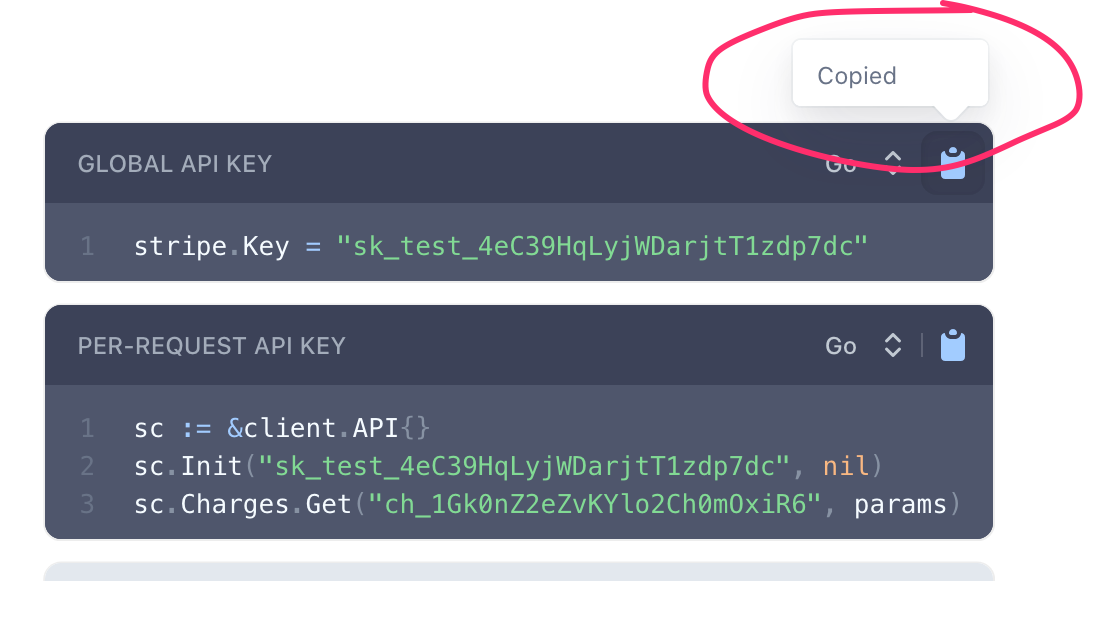 Copied
GLOBAL API KEY Go
1 stripe.Key = "sk_test_4eC39HqLyjWDarjtT1zdp7dc"
PER-REQUEST API KEY Go
1 sc := &client.API{}
2 sc.Init("sk_test_4eC39HqLyjWDarjtT1zdp7dc", nil)
3 sc.Charges.Get("ch_1Gk0nZ2eZvKYlo2Ch0mOxiR6", params)